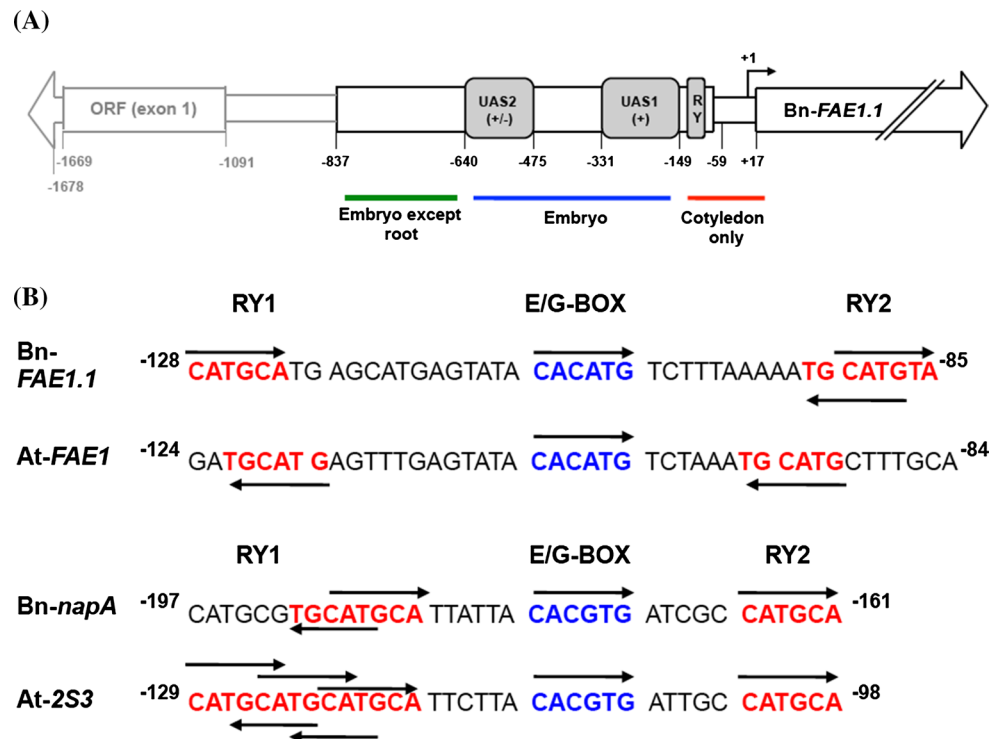 (A)
+1
ORF (exon 1)
UAS2
(+/-)
UAS1
(+)
R
Y
Bn-FAE1.1
-1669
-1678
-1091
-837
-640
-475
-331
-149
-59
+17
Embryo except
root
Embryo
Cotyledon
only
(B)
RY1 E/G-BOX RY2
Bn-
FAE1.1
-128 CATGCATG AGCATGAGTATA CACATG TCTTTAAAAATG CATGTA -85
At-FAE1 -124 GATGCAT GAGTTTGAGTATA CACATG TCTAAATG CATGCTTTGCA -84
RY1 E/G-BOX RY2
Bn-napA -197 CATGCGTGCATGCA TTATTA CACGTG ATCGC CATGCA -161
At-2S3 -129 CATGCATGCATGCA TTCTTA CACGTG ATTGC CATGCA -98